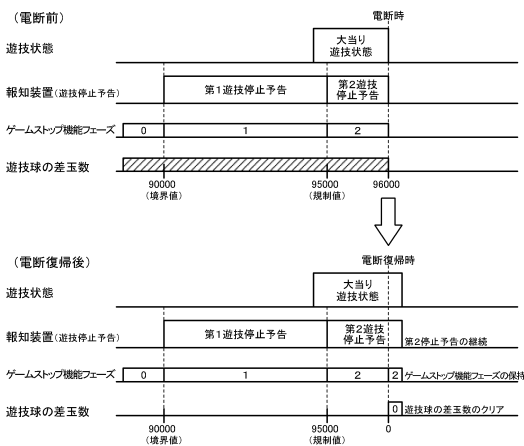 （電断前）
電断時
遊技状態
大当り
遊技状態
報知装置（遊技停止予告）
第1遊技停止予告
第2遊技
停止予告
ゲームストップ機能フェーズ
0
1
2
遊技球の差玉数
90000
（境界値）
95000
（規制値）
96000
（電断復帰後）
電断復帰時
遊技状態
大当り
遊技状態
報知装置（遊技停止予告）
第1遊技停止予告
第2遊技
停止予告
第2停止予告の継続
ゲームストップ機能フェーズ
0
1
2
2
ゲームストップ機能フェーズの保持
遊技球の差玉数
0
遊技球の差玉数のクリア
90000
（境界値）
95000
（規制値）
0